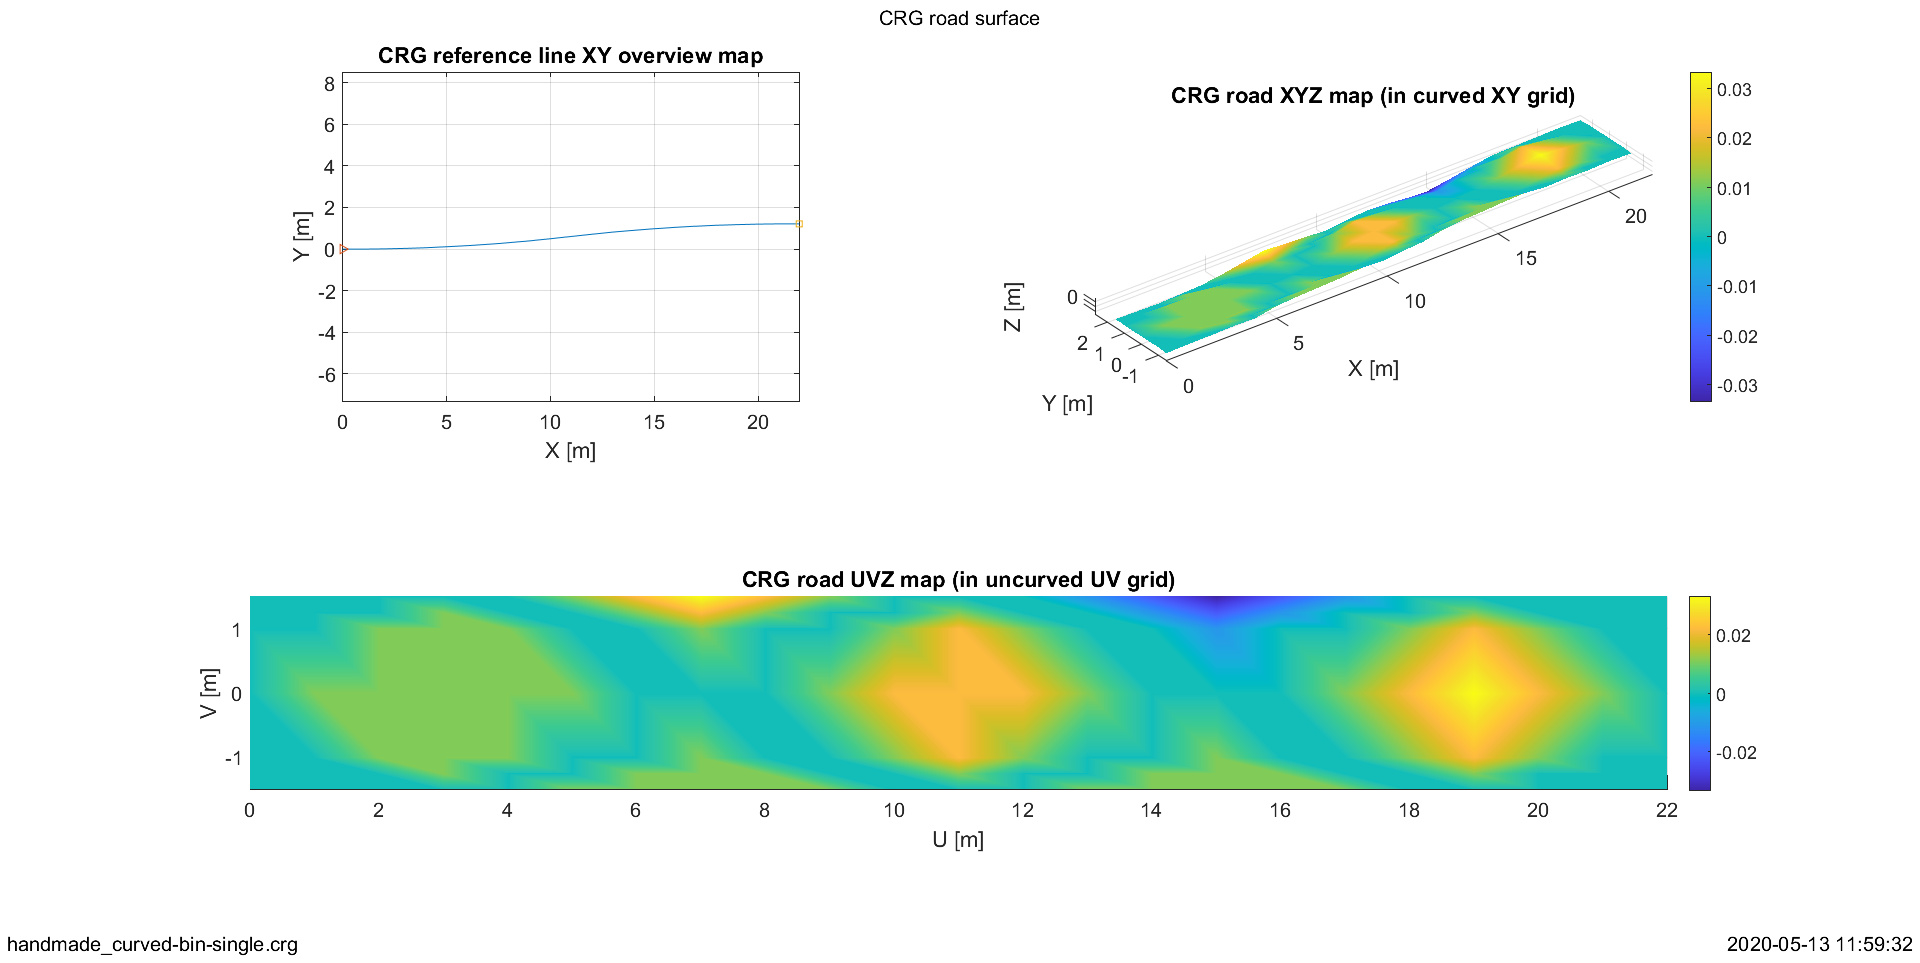 CRG road surface
CRG reference line XY overview map
8
6
4
2
0
-2
-4
-6
Y [m]
0 5 10 15 20
X [m]
CRG road XYZ map (in curved XY grid)
0
Z [m]
2 1 0 -1
Y [m]
0 5 10 15 20
X [m]
0.03
0.02
0.01
0
-0.01
-0.02
-0.03
CRG road UVZ map (in uncurved UV grid)
1
0
-1
V [m]
0 2 4 6 8 10 12 14 16 18 20 22
U [m]
0.02
0
-0.02
handmade_curved-bin-single.crg
2020-05-13 11:59:32